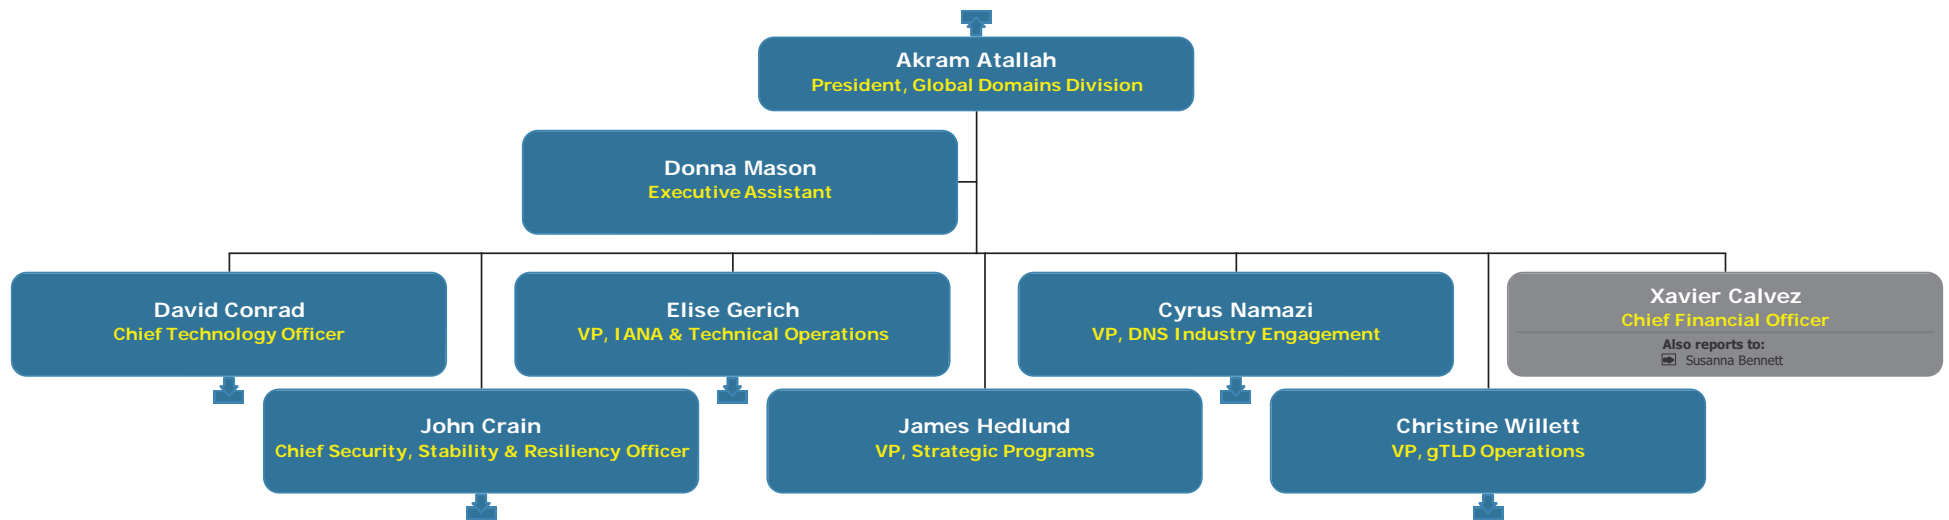 Akram Atallah
President, Global Domains Division
Donna Mason
Executive Assistant
David Conrad
Chief Technology Officer
Elise Gerich
VP, IANA & Technical Operations
Cyrus Namazi
VP, DNS Industry Engagement
Xavier Calvez
Chief Financial Officer
Also reports to:
Susanna Bennett
John Crain
Chief Security, Stability & Resiliency Officer
James Hedlund
VP, Strategic Programs
Christine Willett
VP, gTLD Operations